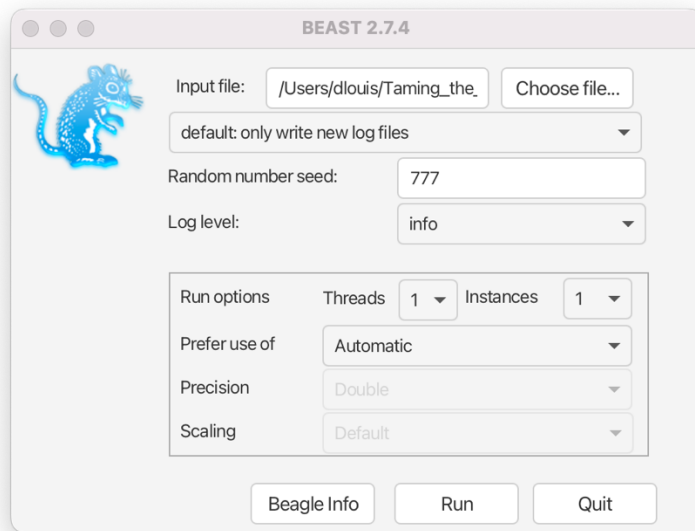 BEAST 2.7.4
Input file: /Users/dlouis/Taming_the_ Choose file...
default: only write new log files
Random number seed: 777
Log level: info
Run options Threads 1 Instances 1
Prefer use of Automatic
Precision Double
Scaling Default
Beagle Info Run Quit